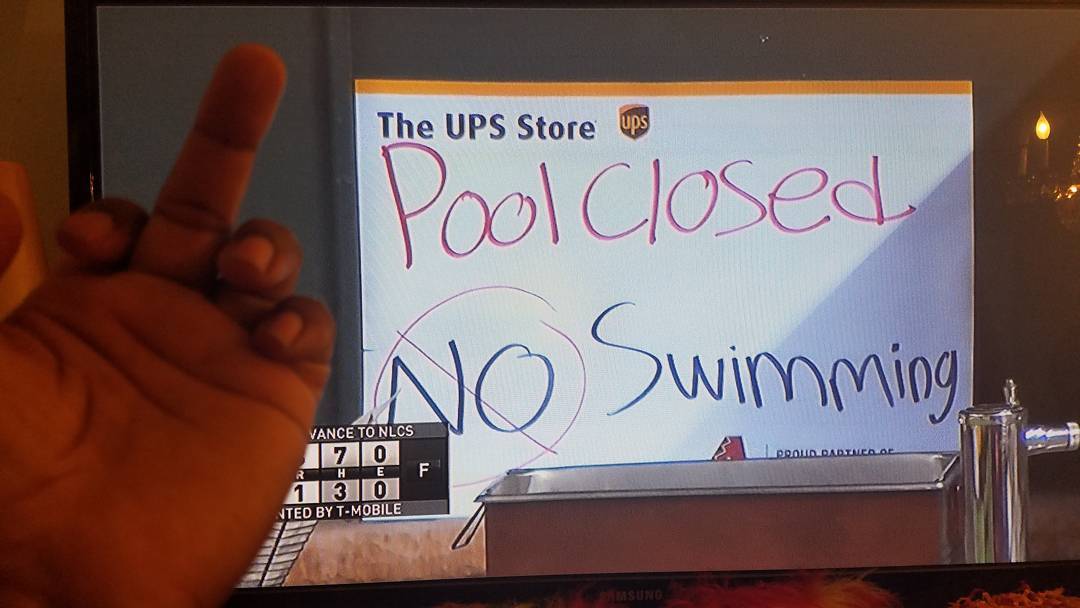 The UPS Store ups
Pool Closed
NO Swimming
PROUD PARTNER OF
VANCE TO NLCS
7 0
R H E F
1 3 0
NTED BY T-MOBILE
SAMSUNG